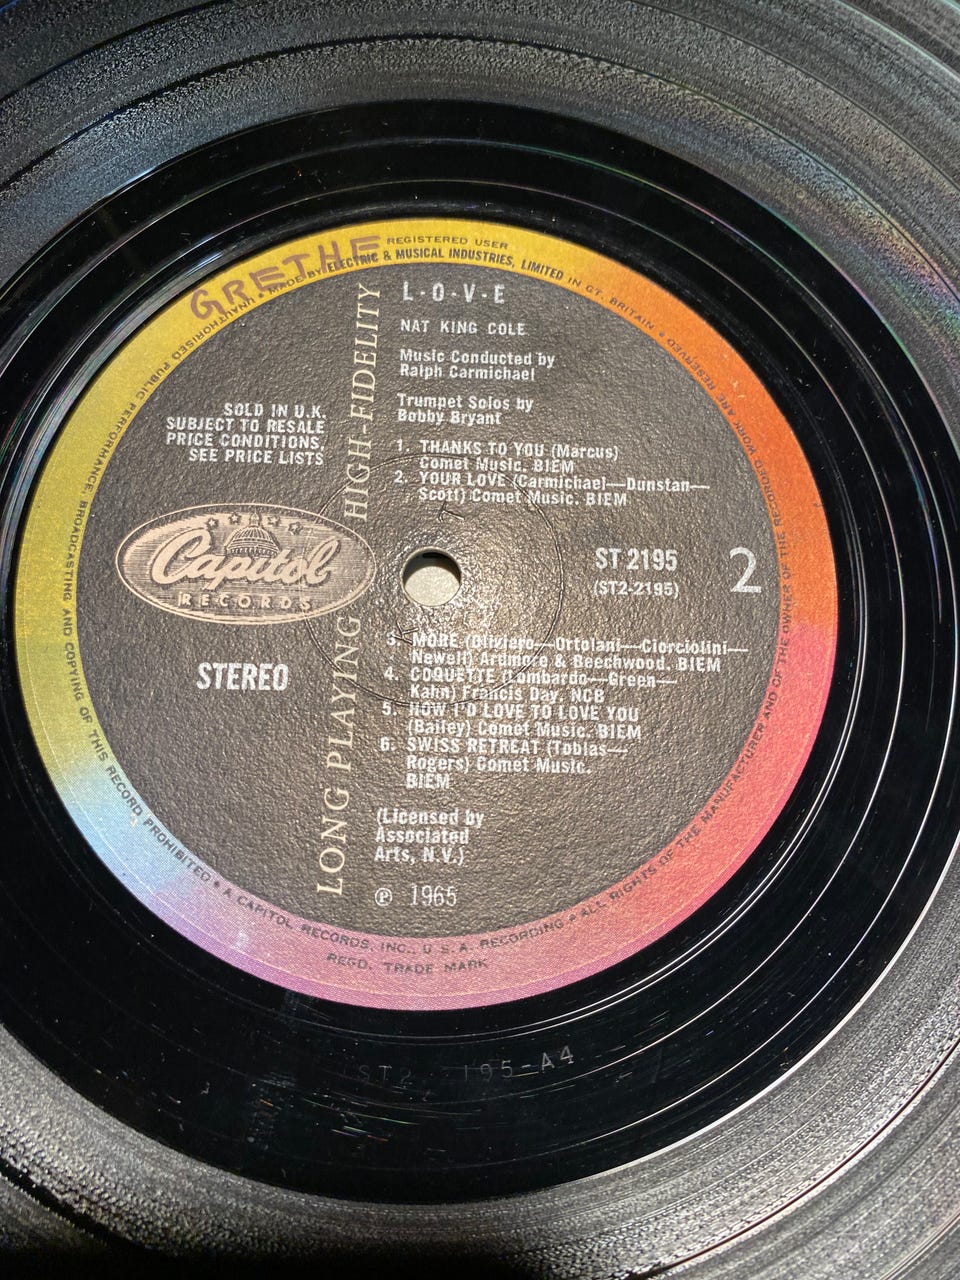 GRETHE
REGISTERED USER
UNAUTHORISED PUBLIC PERFORMANCE, BROADCASTING AND COPYING OF THIS RECORD PROHIBITED • MADE BY ELECTRIC & MUSICAL INDUSTRIES, LIMITED IN GT. BRITAIN • ALL RIGHTS OF THE MANUFACTURER AND OF THE OWNER OF THE RECORDED WORK ARE RESERVED
A CAPITOL RECORDS, INC., U.S.A. RECORDING
REGD. TRADE MARK
LONG PLAYING HIGH-FIDELITY
L-O-V-E
NAT KING COLE
Music Conducted by
Ralph Carmichael
Trumpet Solos by
Bobby Bryant
SOLD IN U.K.
SUBJECT TO RESALE
PRICE CONDITIONS,
SEE PRICE LISTS
1. THANKS TO YOU (Marcus)
Comet Music. BIEM
2. YOUR LOVE (Carmichael—Dunstan—
Scott) Comet Music. BIEM
Capitol
RECORDS
STEREO
ST 2195
(ST2-2195)
2
3. MORE (Oliviero—Ortolani—Ciorciolini—
Newell) Ardmore & Beechwood. BIEM
4. COQUETTE (Lombardo—Green—
Kahn) Francis Day. NCB
5. HOW I'D LOVE TO LOVE YOU
(Bailey) Comet Music. BIEM
6. SWISS RETREAT (Tobias—
Rogers) Comet Music.
BIEM
(Licensed by
Associated
Arts, N.V.)
℗ 1965
ST2 195-A4